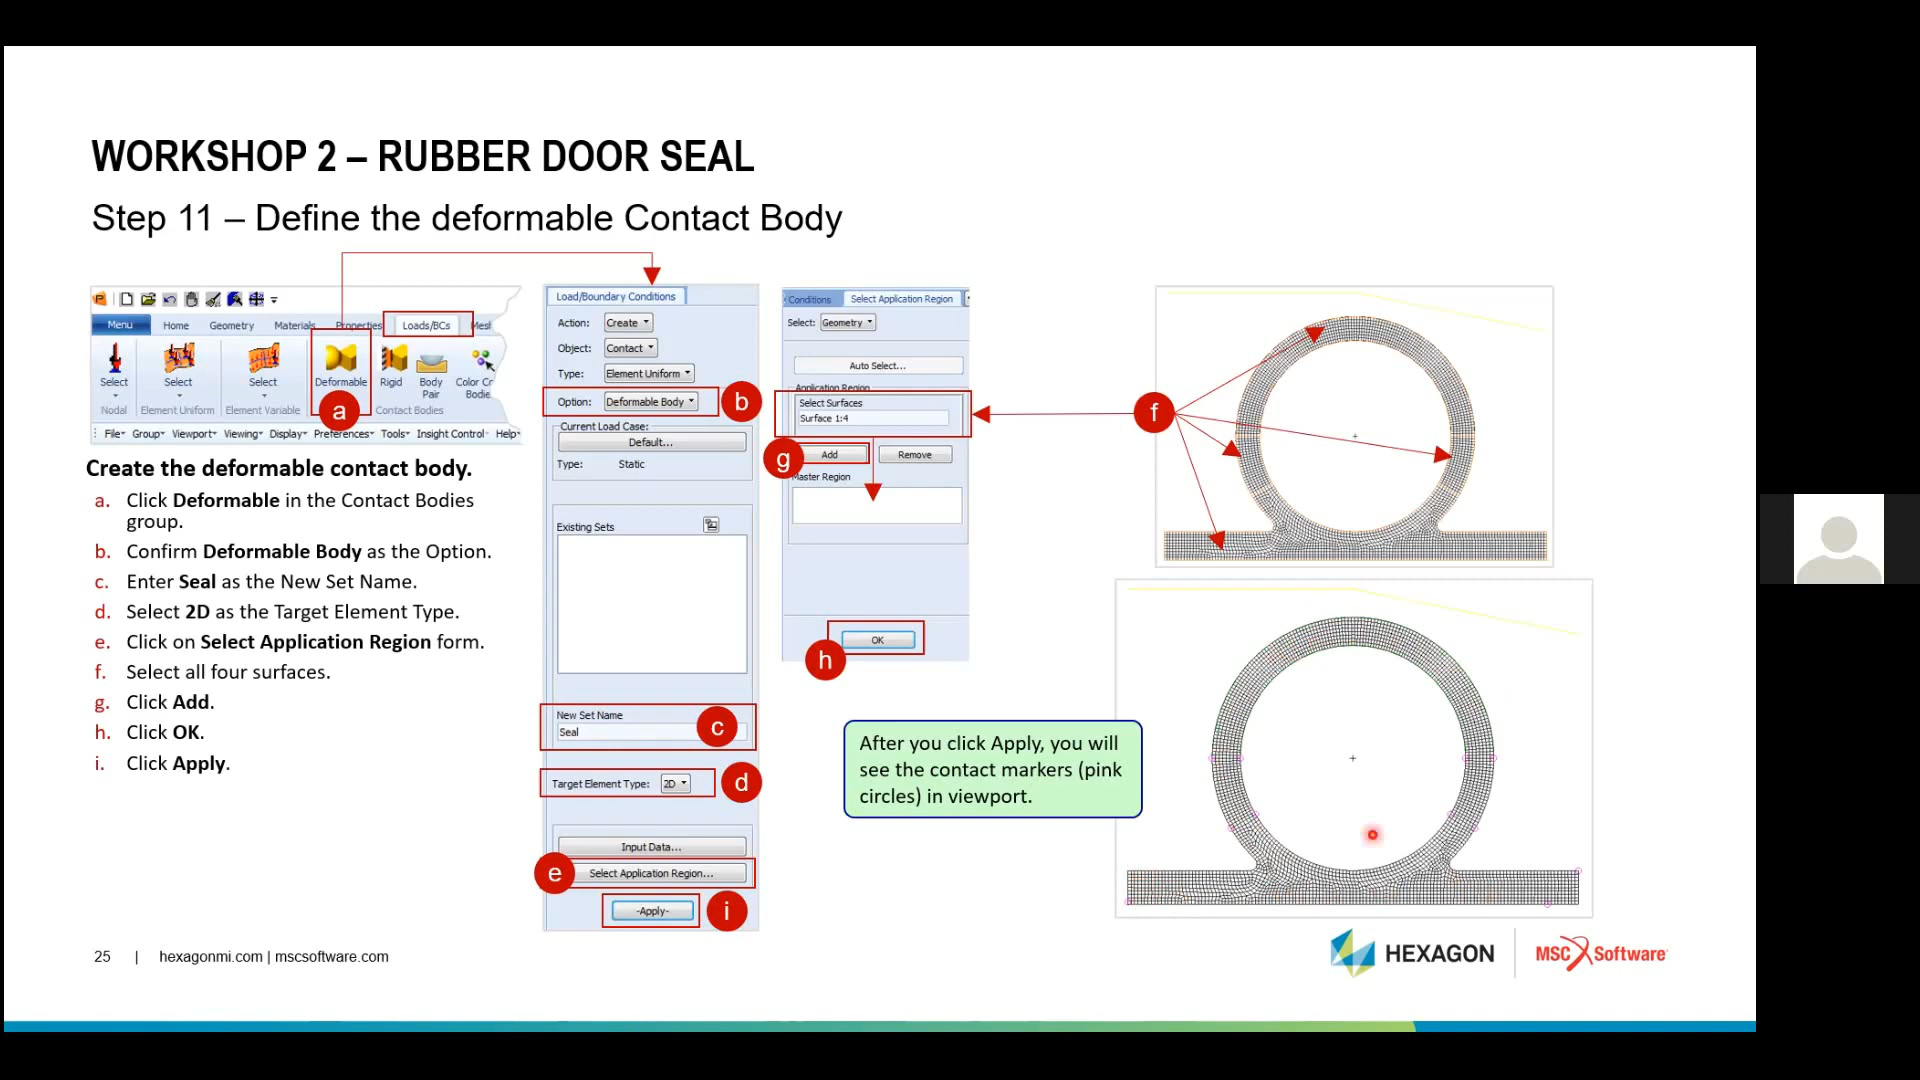 WORKSHOP 2 – RUBBER DOOR SEAL
Step 11 – Define the deformable Contact Body
Menu Home Geometry Materials Properties Loads/BCs
Select Select Select Deformable Rigid Body Pair Color
Nodal Element Uniform Element Variable Contact Bodies
a
File Group Viewport Viewing Display Preferences Tools Insight Control Help
Create the deformable contact body.
a. Click Deformable in the Contact Bodies
group.
b. Confirm Deformable Body as the Option.
c. Enter Seal as the New Set Name.
d. Select 2D as the Target Element Type.
e. Click on Select Application Region form.
f. Select all four surfaces.
g. Click Add.
h. Click OK.
i. Click Apply.
Load/Boundary Conditions
Action: Create
Object: Contact
Type: Element Uniform
Option: Deformable Body
b
Current Load Case:
Default...
Type: Static
Existing Sets
New Set Name
Seal
c
Target Element Type: 2D
d
Input Data...
e
Select Application Region...
-Apply-
i
Conditions Select Application Region
Select: Geometry
Auto Select...
Application Region
Select Surfaces
Surface 1:4
g
Add Remove
Master Region
OK
h
f
After you click Apply, you will
see the contact markers (pink
circles) in viewport.
25 | hexagonmi.com | mscsoftware.com
HEXAGON
MSC Software